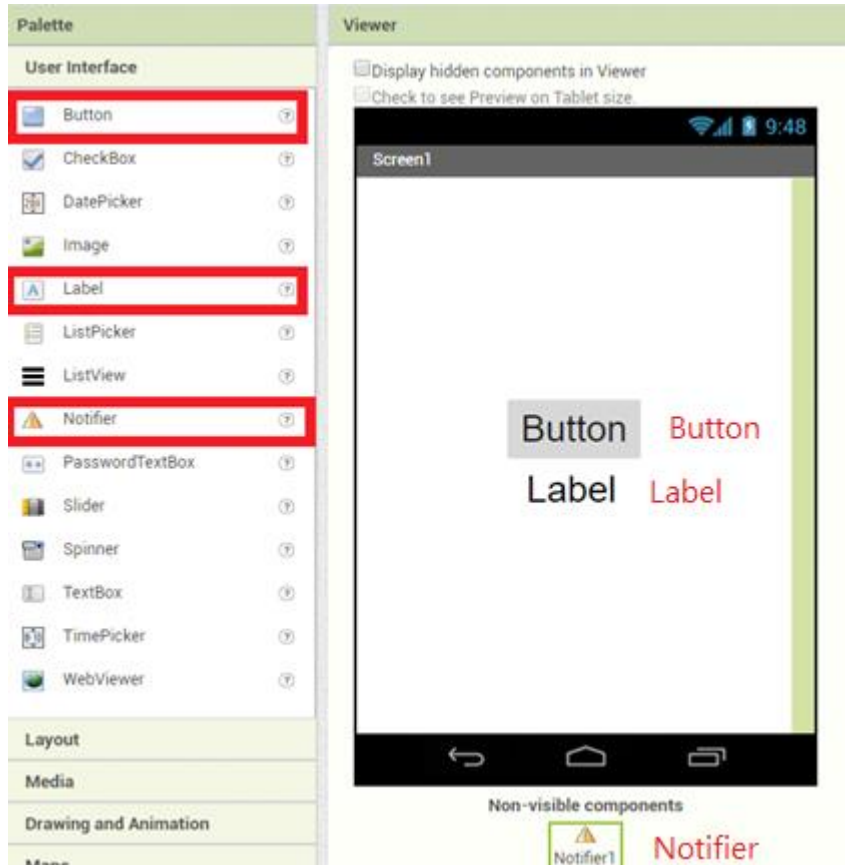 Palette
User Interface
Button
CheckBox
DatePicker
Image
Label
ListPicker
ListView
Notifier
PasswordTextBox
Slider
Spinner
TextBox
TimePicker
WebViewer
Layout
Media
Drawing and Animation
Maps
Viewer
Display hidden components in Viewer
Check to see Preview on Tablet size.
9:48
Screen1
Button Button
Label Label
Non-visible components
Notifier1 Notifier